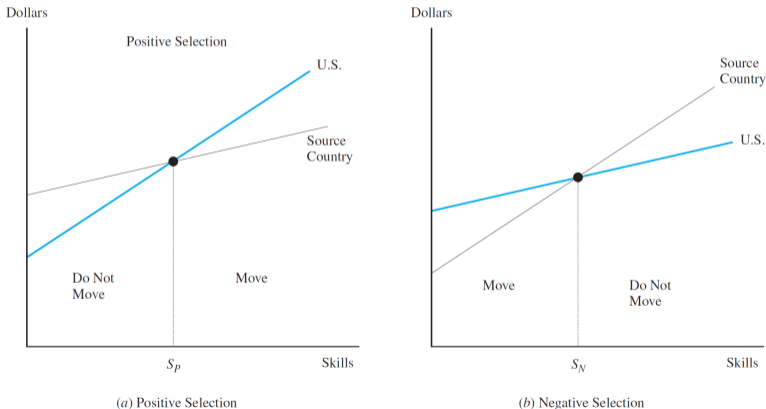 Dollars
Positive Selection
U.S.
Source
Country
Do Not
Move
Move
S_P
Skills
(a) Positive Selection
Dollars
Source
Country
U.S.
Move
Do Not
Move
S_N
Skills
(b) Negative Selection